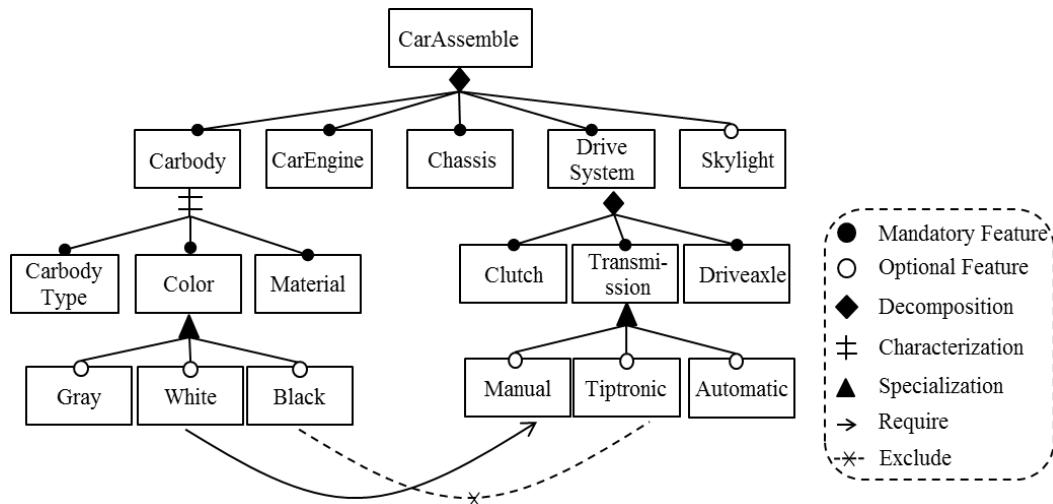 CarAssemble
Carbody
CarEngine
Chassis
Drive
System
Skylight
Carbody
Type
Color
Material
Clutch
Transmi-
ssion
Driveaxle
Gray
White
Black
Manual
Tiptronic
Automatic
Mandatory Feature
Optional Feature
Decomposition
Characterization
Specialization
Require
Exclude